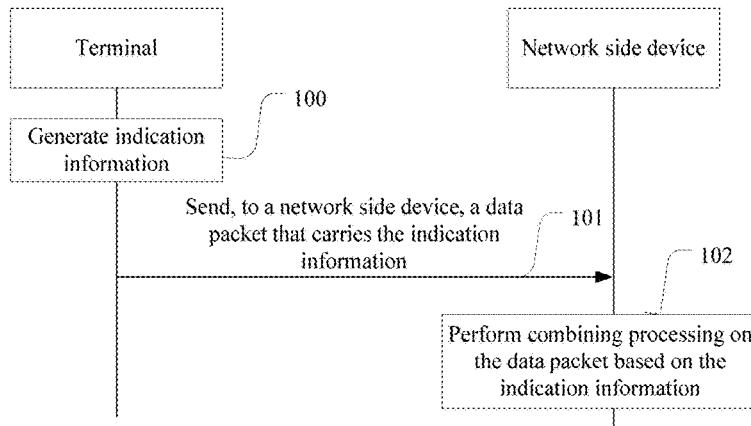 Terminal
Network side device
100
Generate indication
information
Send, to a network side device, a data
packet that carries the indication
information
101
102
Perform combining processing on
the data packet based on the
indication information